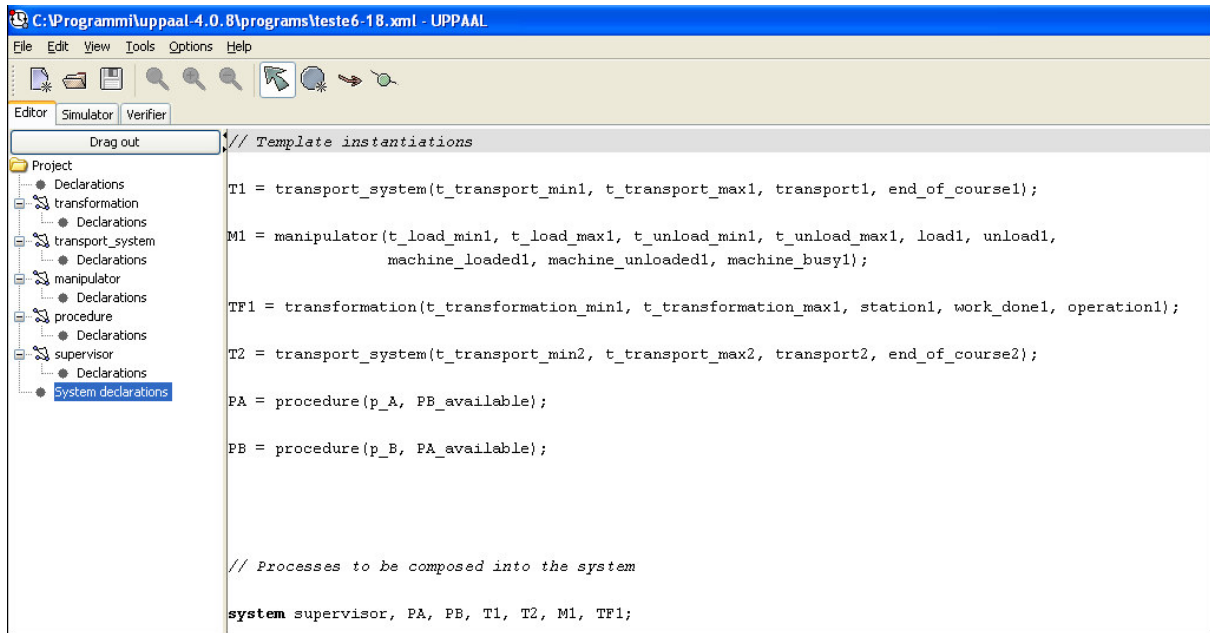 C:\Programmi\uppaal-4.0.8\programs\teste6-18.xml - UPPAAL
File Edit View Tools Options Help
Editor Simulator Verifier
Drag out
Project
Declarations
transformation
Declarations
transport_system
Declarations
manipulator
Declarations
procedure
Declarations
supervisor
Declarations
System declarations
// Template instantiations
T1 = transport_system(t_transport_min1, t_transport_max1, transport1, end_of_course1);
M1 = manipulator(t_load_min1, t_load_max1, t_unload_min1, t_unload_max1, load1, unload1,
machine_loaded1, machine_unloaded1, machine_busy1);
TF1 = transformation(t_transformation_min1, t_transformation_max1, station1, work_done1, operation1);
T2 = transport_system(t_transport_min2, t_transport_max2, transport2, end_of_course2);
PA = procedure(p_A, PB_available);
PB = procedure(p_B, PA_available);
// Processes to be composed into the system
system supervisor, PA, PB, T1, T2, M1, TF1;